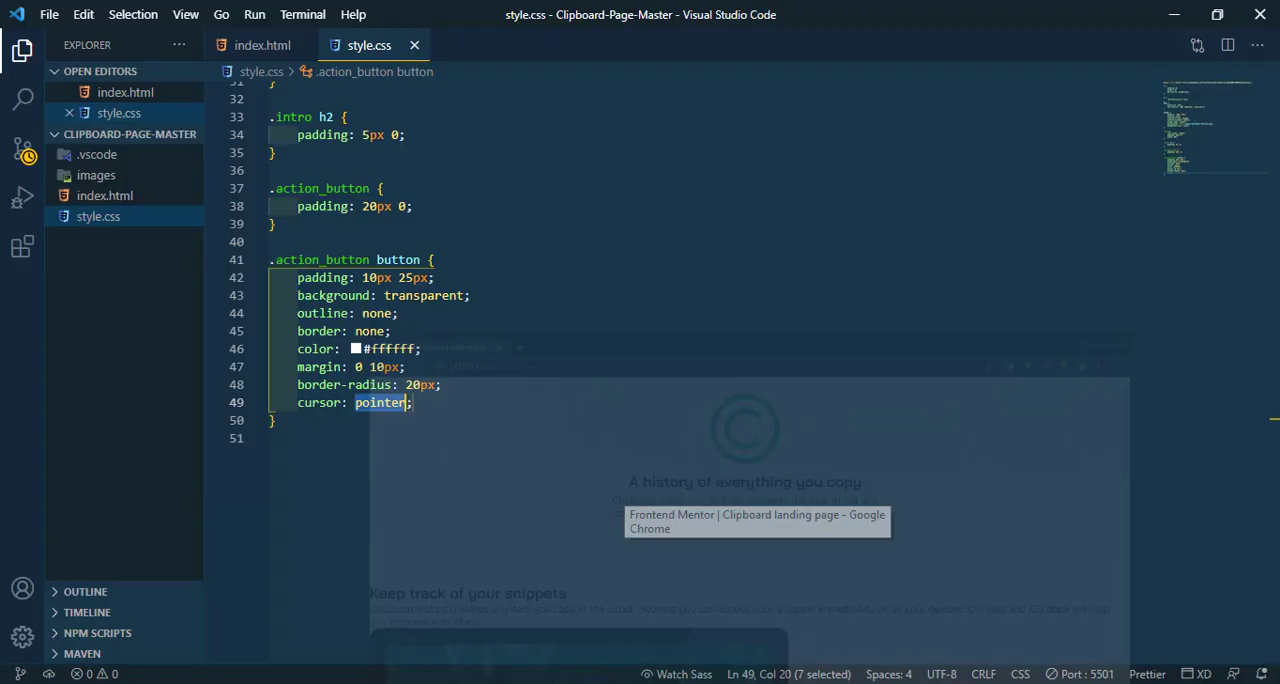 File Edit Selection View Go Run Terminal Help
style.css - Clipboard-Page-Master - Visual Studio Code
EXPLORER
index.html
style.css
OPEN EDITORS
index.html
style.css
CLIPBOARD-PAGE-MASTER
.vscode
images
index.html
style.css
OUTLINE
TIMELINE
NPM SCRIPTS
MAVEN
style.css > .action_button button
31 }
32
33 .intro h2 {
34 padding: 5px 0;
35 }
36
37 .action_button {
38 padding: 20px 0;
39 }
40
41 .action_button button {
42 padding: 10px 25px;
43 background: transparent;
44 outline: none;
45 border: none;
46 color: #ffffff;
47 margin: 0 10px;
48 border-radius: 20px;
49 cursor: pointer;
50 }
51
A history of everything you copy
Frontend Mentor | Clipboard landing page - Google
Chrome
Keep track of your snippets
0 0
Watch Sass
Ln 49, Col 20 (7 selected)
Spaces: 4
UTF-8
CRLF
CSS
Port : 5501
Prettier
XD